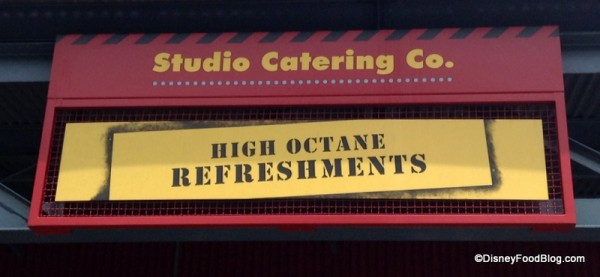 Studio Catering Co.
HIGH OCTANE
REFRESHMENTS
©DisneyFoodBlog.com